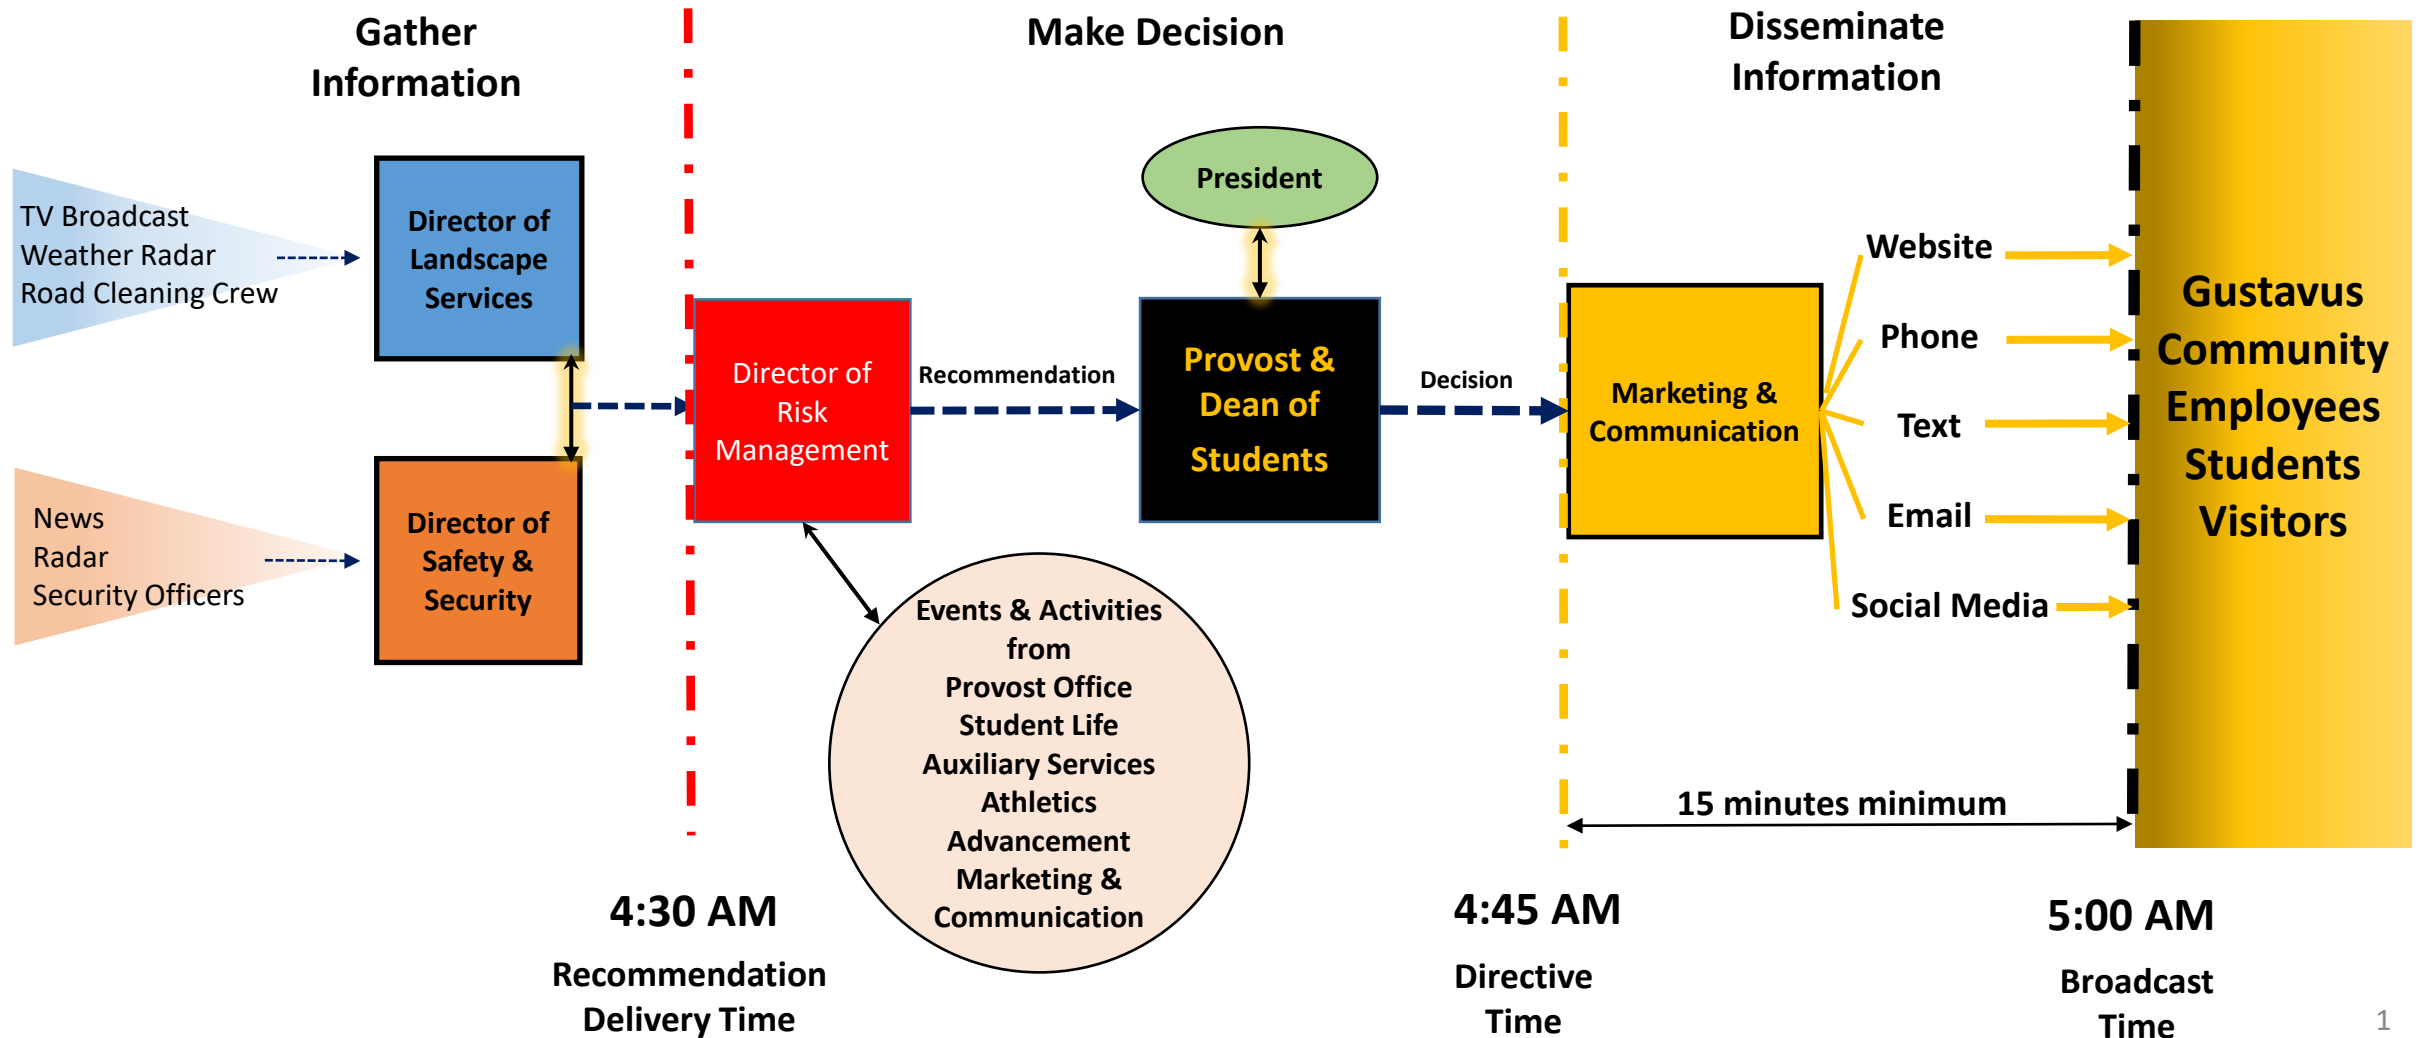 Gather
Information
Make Decision
Disseminate
Information
TV Broadcast
Weather Radar
Road Cleaning Crew
Director of
Landscape
Services
News
Radar
Security Officers
Director of
Safety &
Security
Director of
Risk
Management
Recommendation
President
Provost &
Dean of
Students
Decision
Events & Activities
from
Provost Office
Student Life
Auxiliary Services
Athletics
Advancement
Marketing &
Communication
Marketing &
Communication
Website
Phone
Text
Email
Social Media
Gustavus
Community
Employees
Students
Visitors
15 minutes minimum
4:30 AM
Recommendation
Delivery Time
4:45 AM
Directive
Time
5:00 AM
Broadcast
Time
1